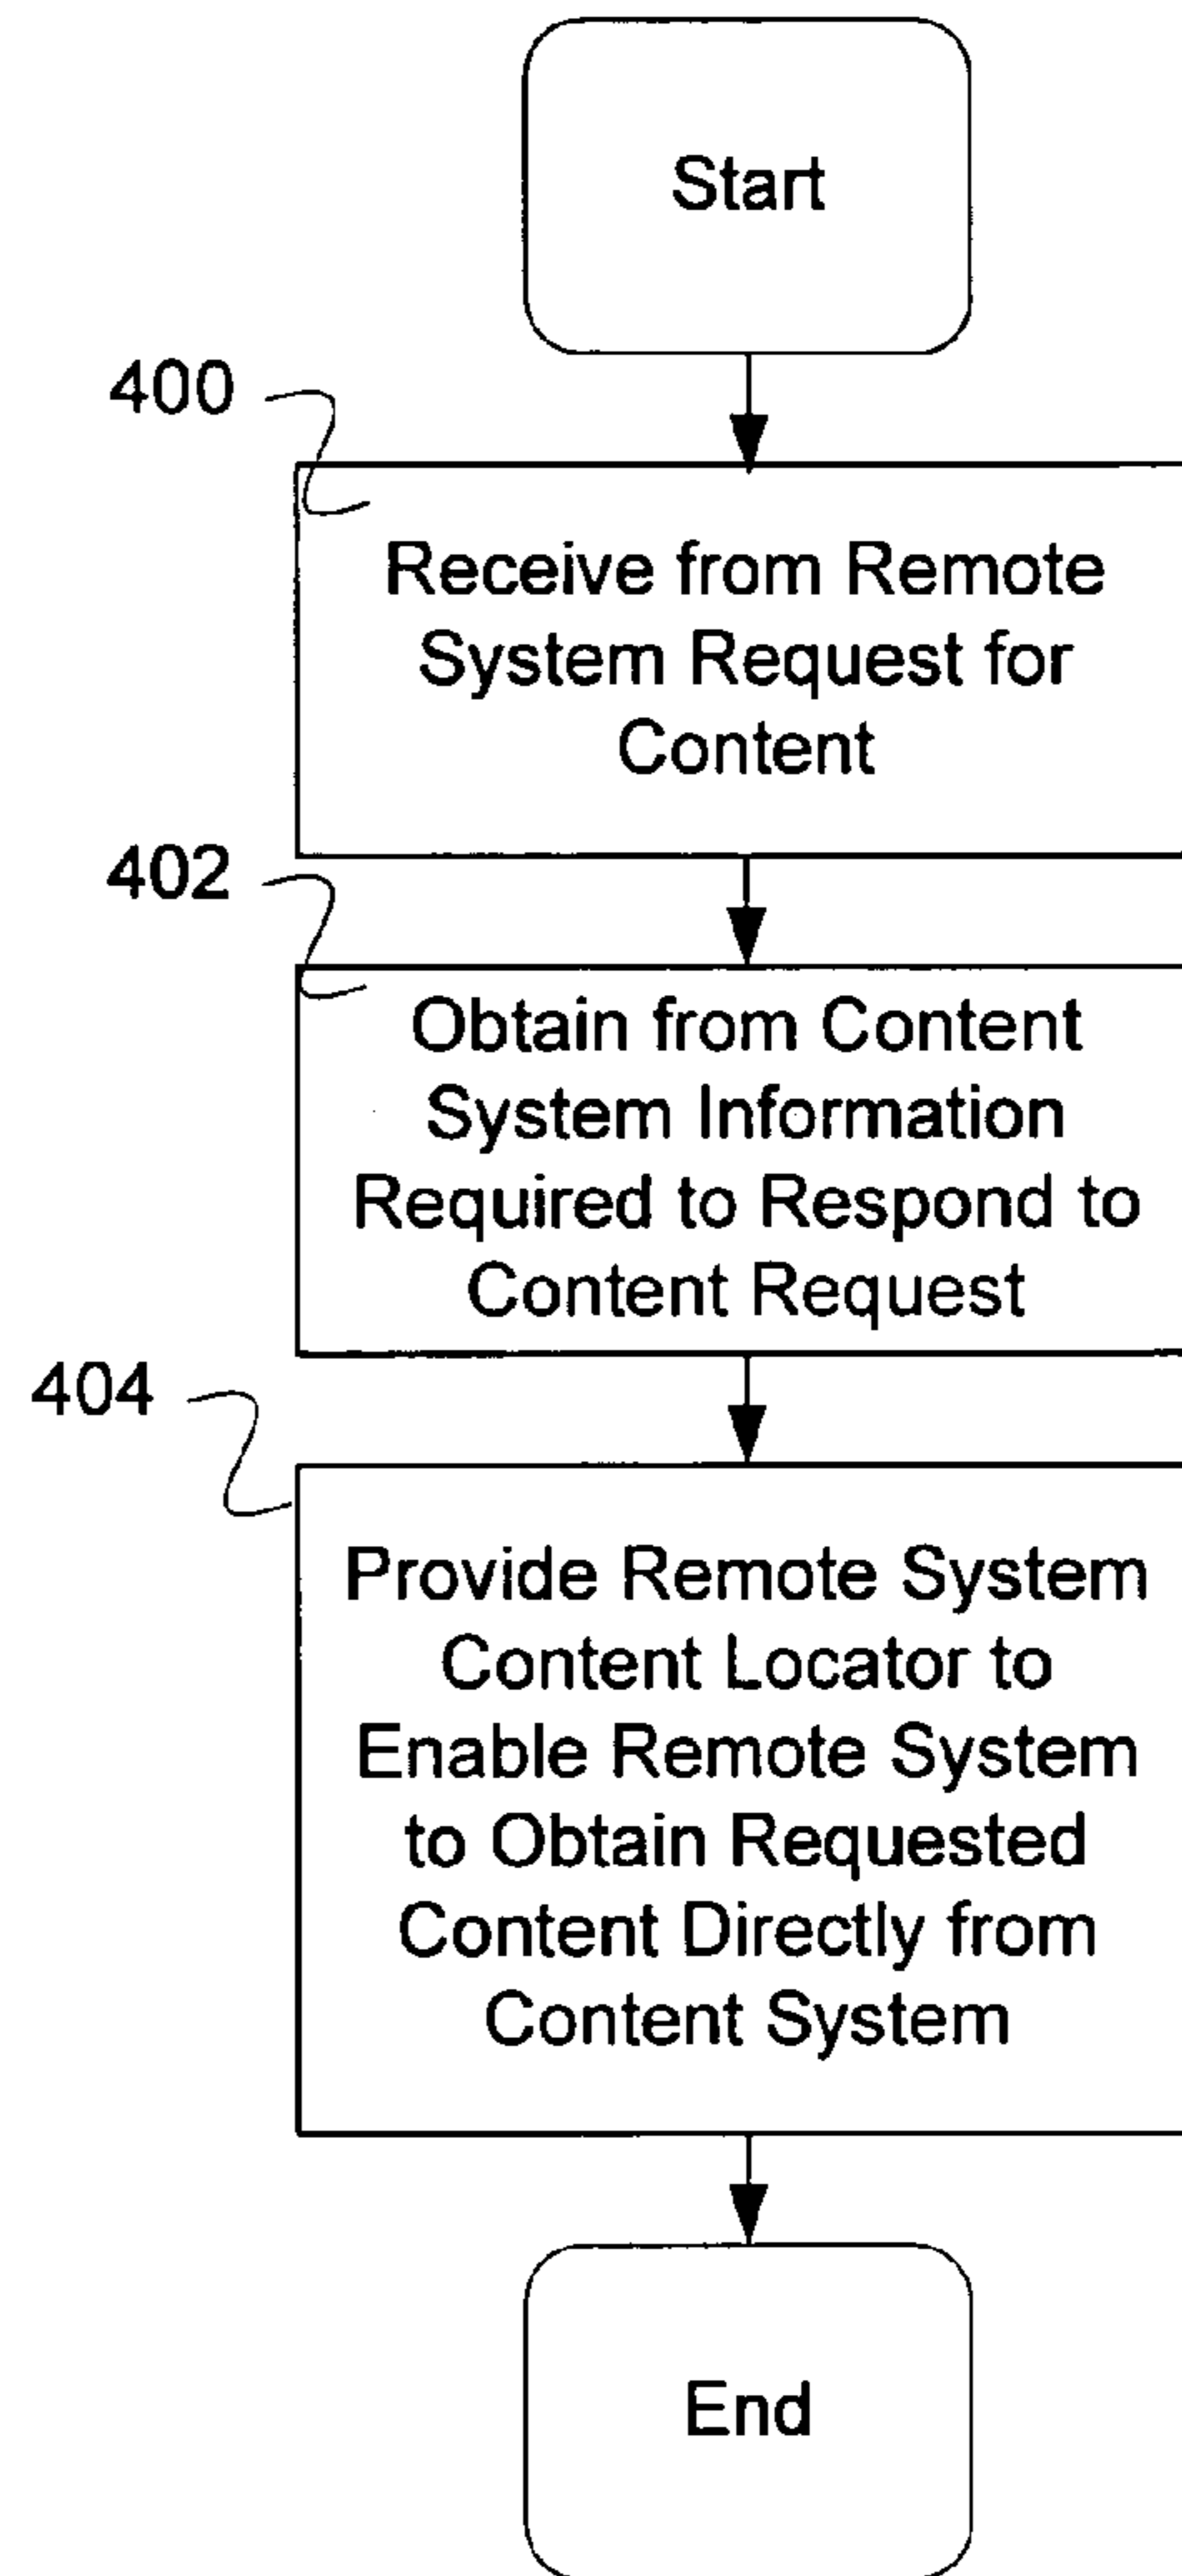 Start
400
Receive from Remote
System Request for
Content
402
Obtain from Content
System Information
Required to Respond to
Content Request
404
Provide Remote System
Content Locator to
Enable Remote System
to Obtain Requested
Content Directly from
Content System
End